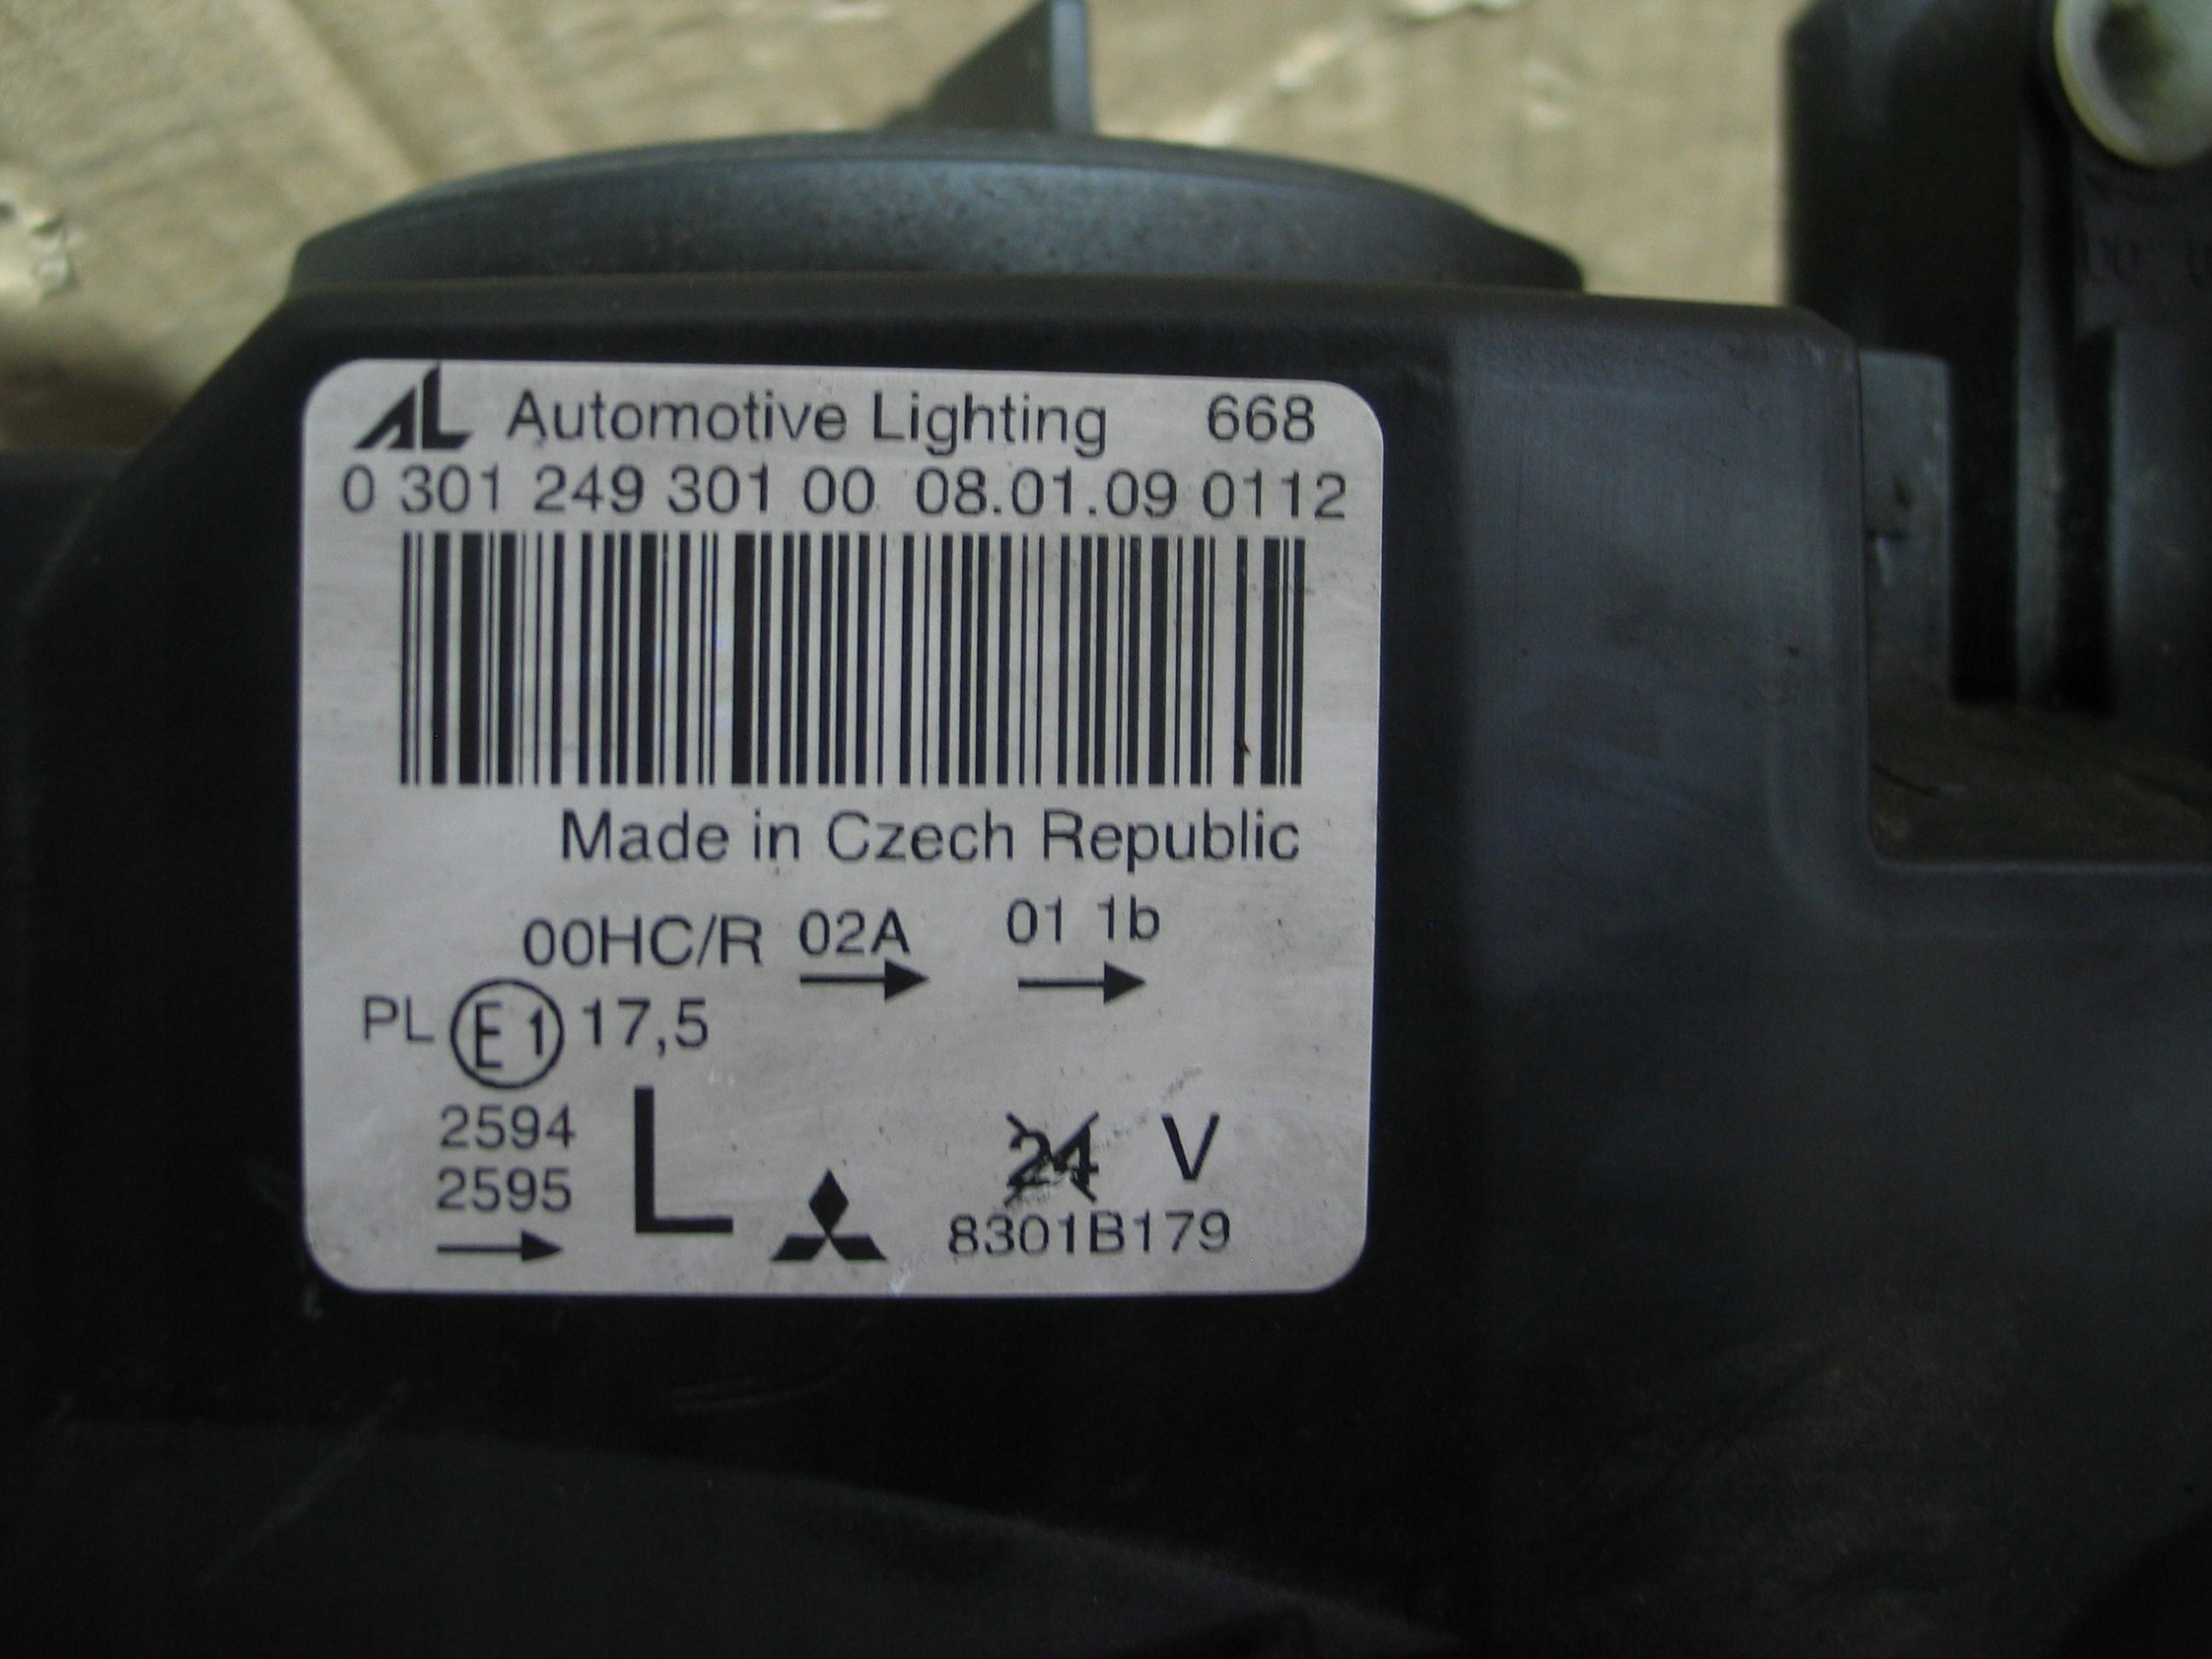 AL Automotive Lighting 668
0 301 249 301 00 08.01.09 0112
Made in Czech Republic
00HC/R 02A 01 1b
PL E1 17,5
2594
2595
L
24 V
8301B179